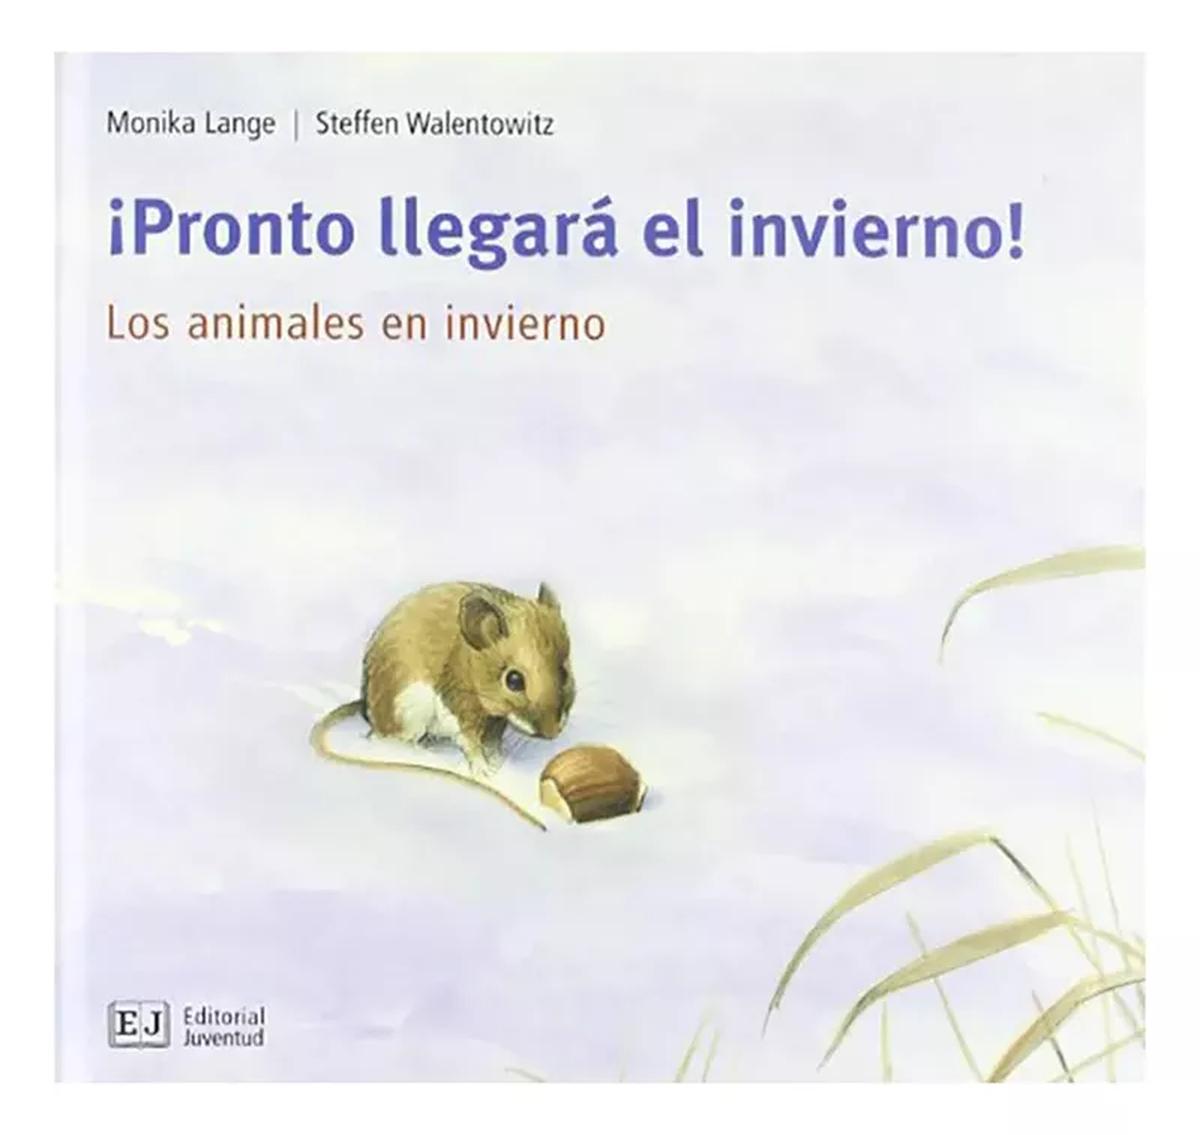 Monika Lange | Steffen Walentowitz
¡Pronto llegará el invierno!
Los animales en invierno
EJ Editorial
Juventud